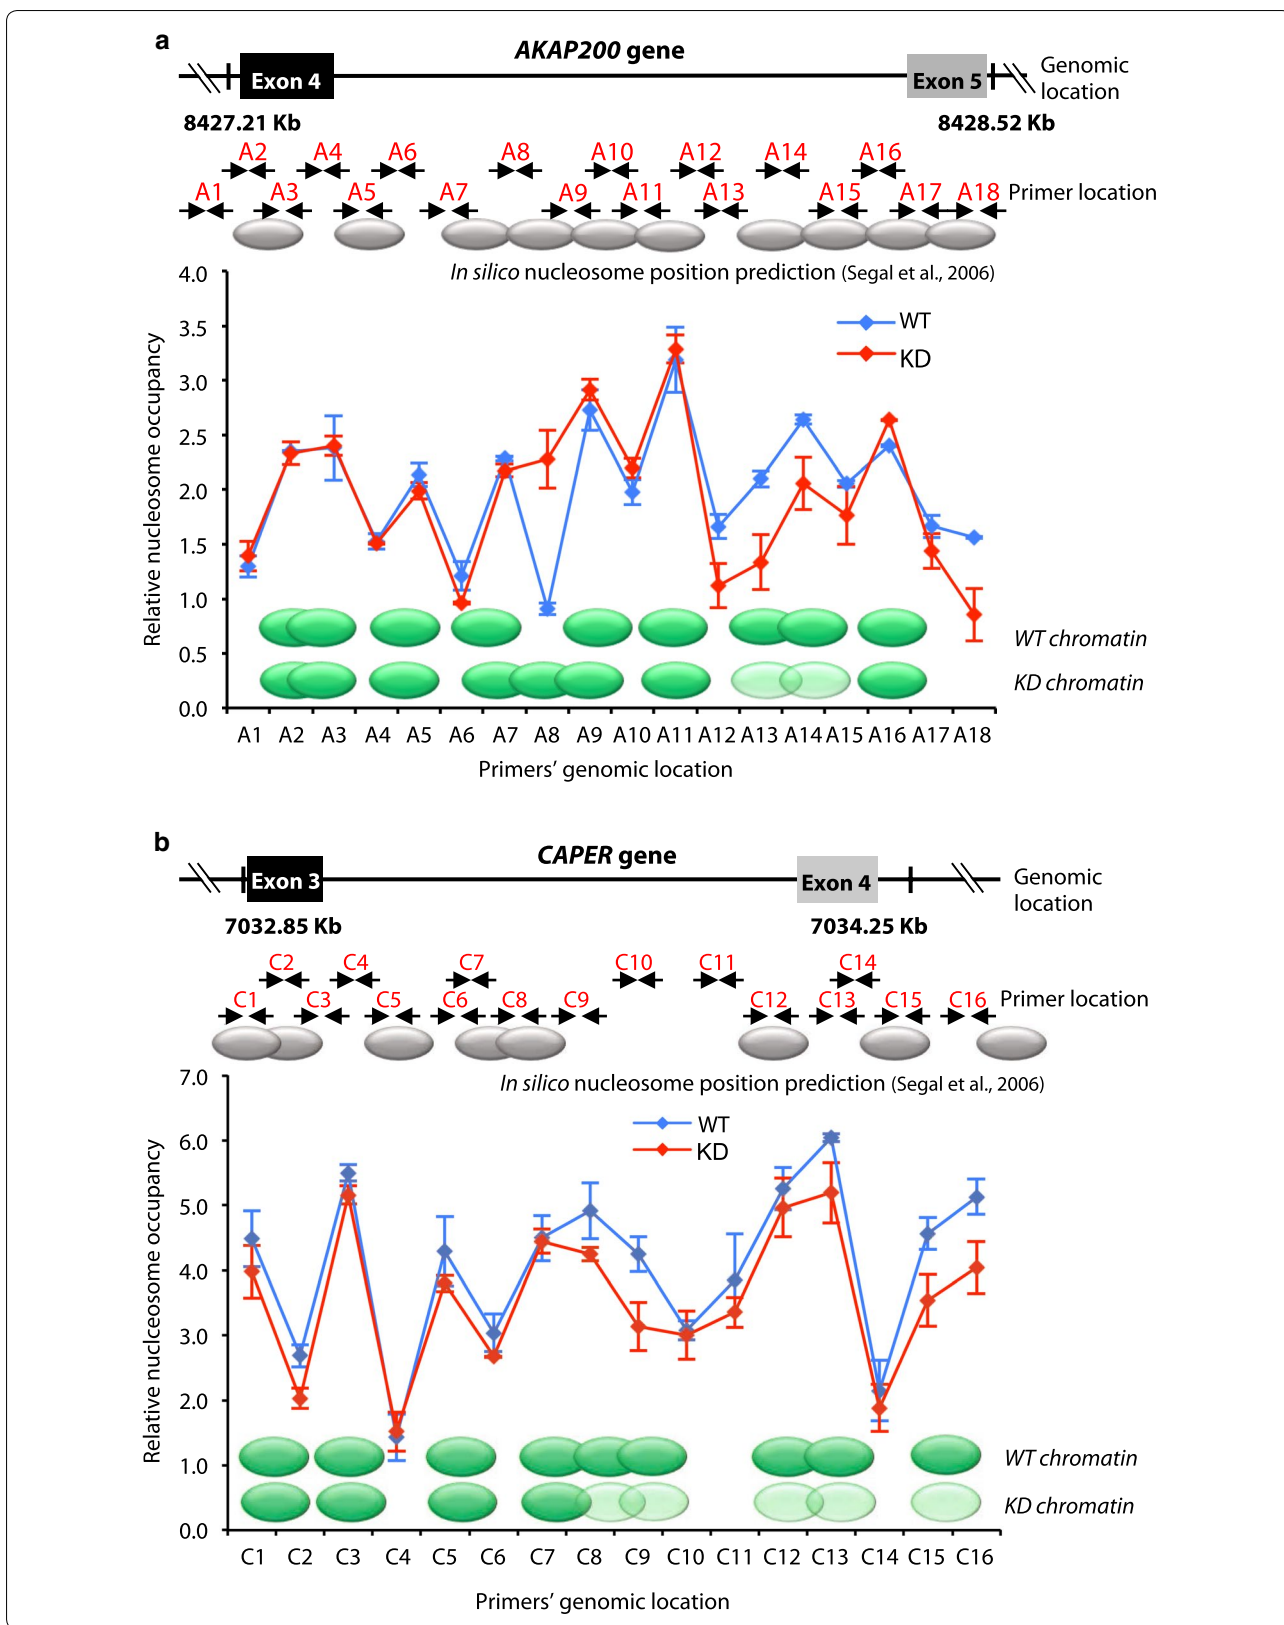 a
AKAP200 gene
Exon 4
Exon 5
Genomic
location
8427.21 Kb
8428.52 Kb
A2 A4 A6 A8 A10 A12 A14 A16
A1 A3 A5 A7 A9 A11 A13 A15 A17 A18
Primer location
In silico nucleosome position prediction (Segal et al., 2006)
4.0
3.5
3.0
2.5
2.0
1.5
1.0
0.5
0.0
Relative nucleosome occupancy
WT
KD
WT chromatin
KD chromatin
A1 A2 A3 A4 A5 A6 A7 A8 A9 A10 A11 A12 A13 A14 A15 A16 A17 A18
Primers’ genomic location
b
CAPER gene
Exon 3
Exon 4
Genomic
location
7032.85 Kb
7034.25 Kb
C2 C4 C7 C10 C11 C14
C1 C3 C5 C6 C8 C9 C12 C13 C15 C16
Primer location
In silico nucleosome position prediction (Segal et al., 2006)
7.0
6.0
5.0
4.0
3.0
2.0
1.0
0.0
Relative nuclceosome occupancy
WT
KD
WT chromatin
KD chromatin
C1 C2 C3 C4 C5 C6 C7 C8 C9 C10 C11 C12 C13 C14 C15 C16
Primers’ genomic location